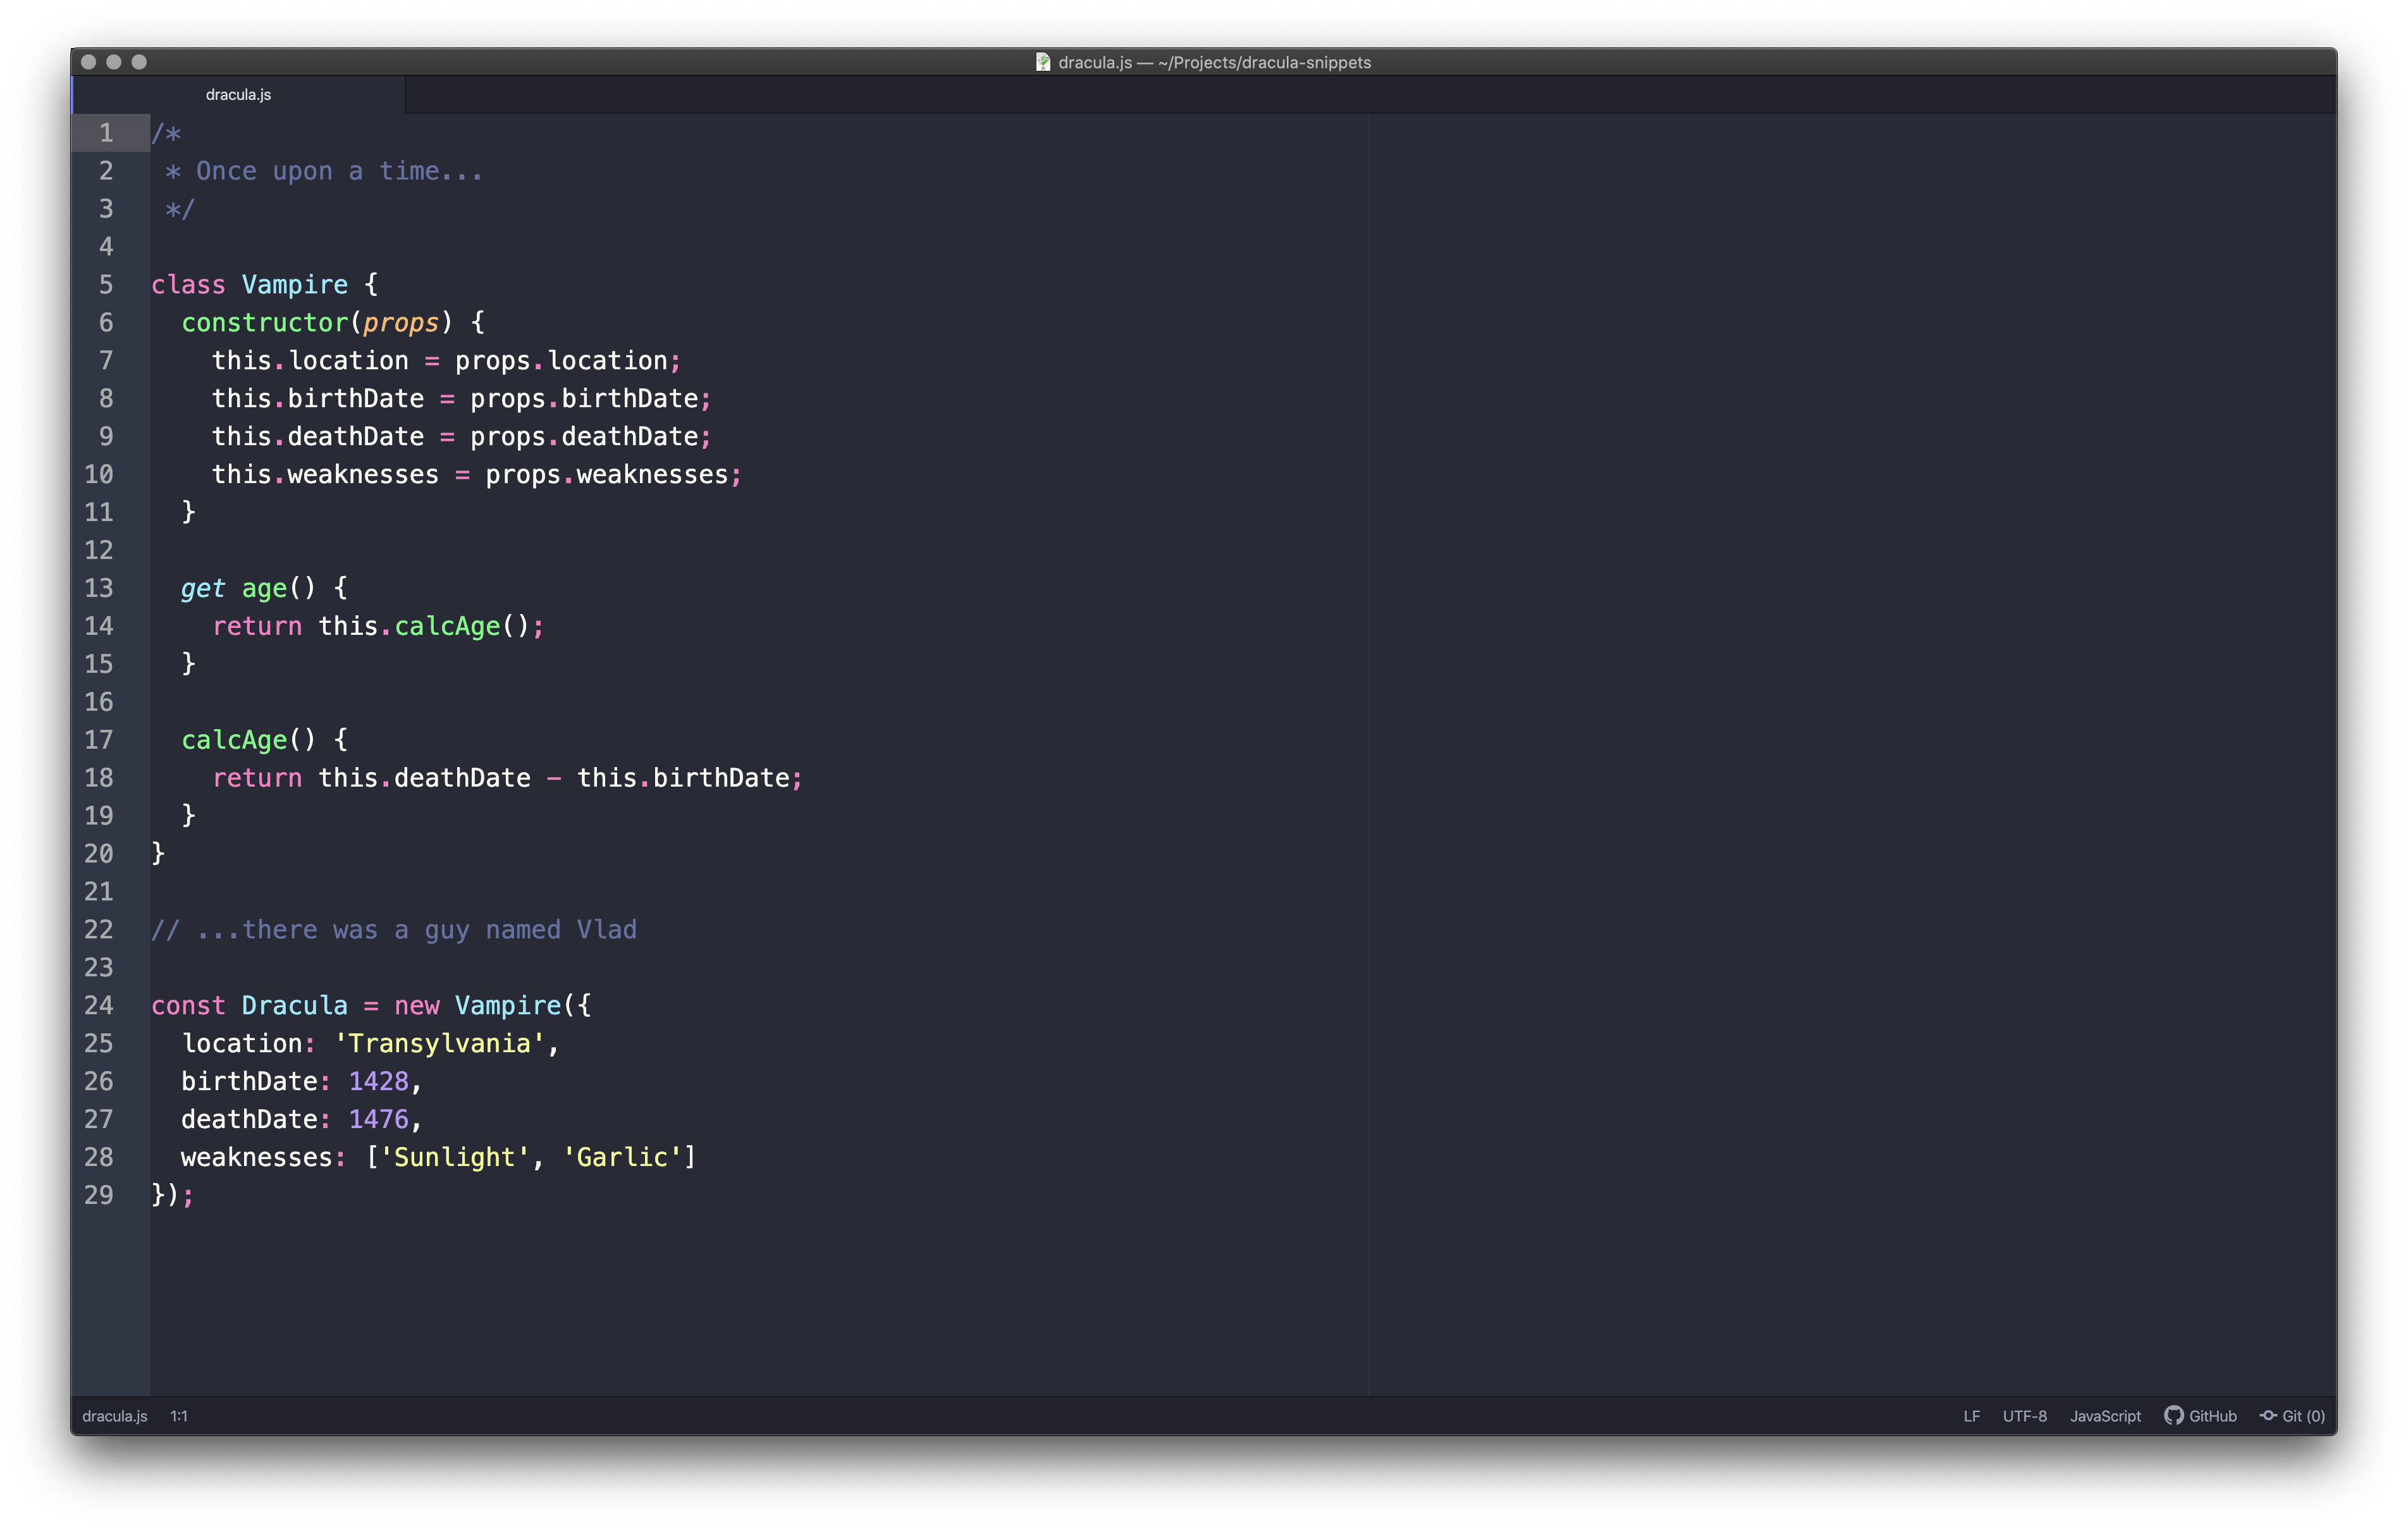 dracula.js — ~/Projects/dracula-snippets
dracula.js
1 /*
2  * Once upon a time...
3  */
4
5 class Vampire {
6   constructor(props) {
7     this.location = props.location;
8     this.birthDate = props.birthDate;
9     this.deathDate = props.deathDate;
10     this.weaknesses = props.weaknesses;
11   }
12
13   get age() {
14     return this.calcAge();
15   }
16
17   calcAge() {
18     return this.deathDate - this.birthDate;
19   }
20 }
21
22 // ...there was a guy named Vlad
23
24 const Dracula = new Vampire({
25   location: 'Transylvania',
26   birthDate: 1428,
27   deathDate: 1476,
28   weaknesses: ['Sunlight', 'Garlic']
29 });
dracula.js 1:1 LF UTF-8 JavaScript GitHub Git (0)